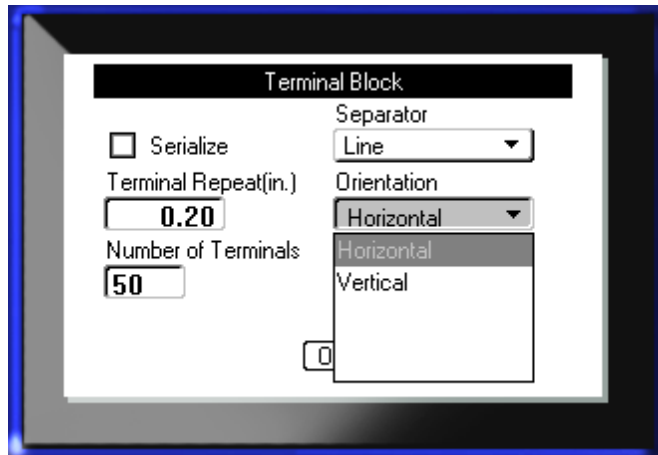 Terminal Block
Separator
Serialize
Line
Terminal Repeat(in.)
Orientation
0.20
Horizontal
Number of Terminals
Horizontal
50
Vertical